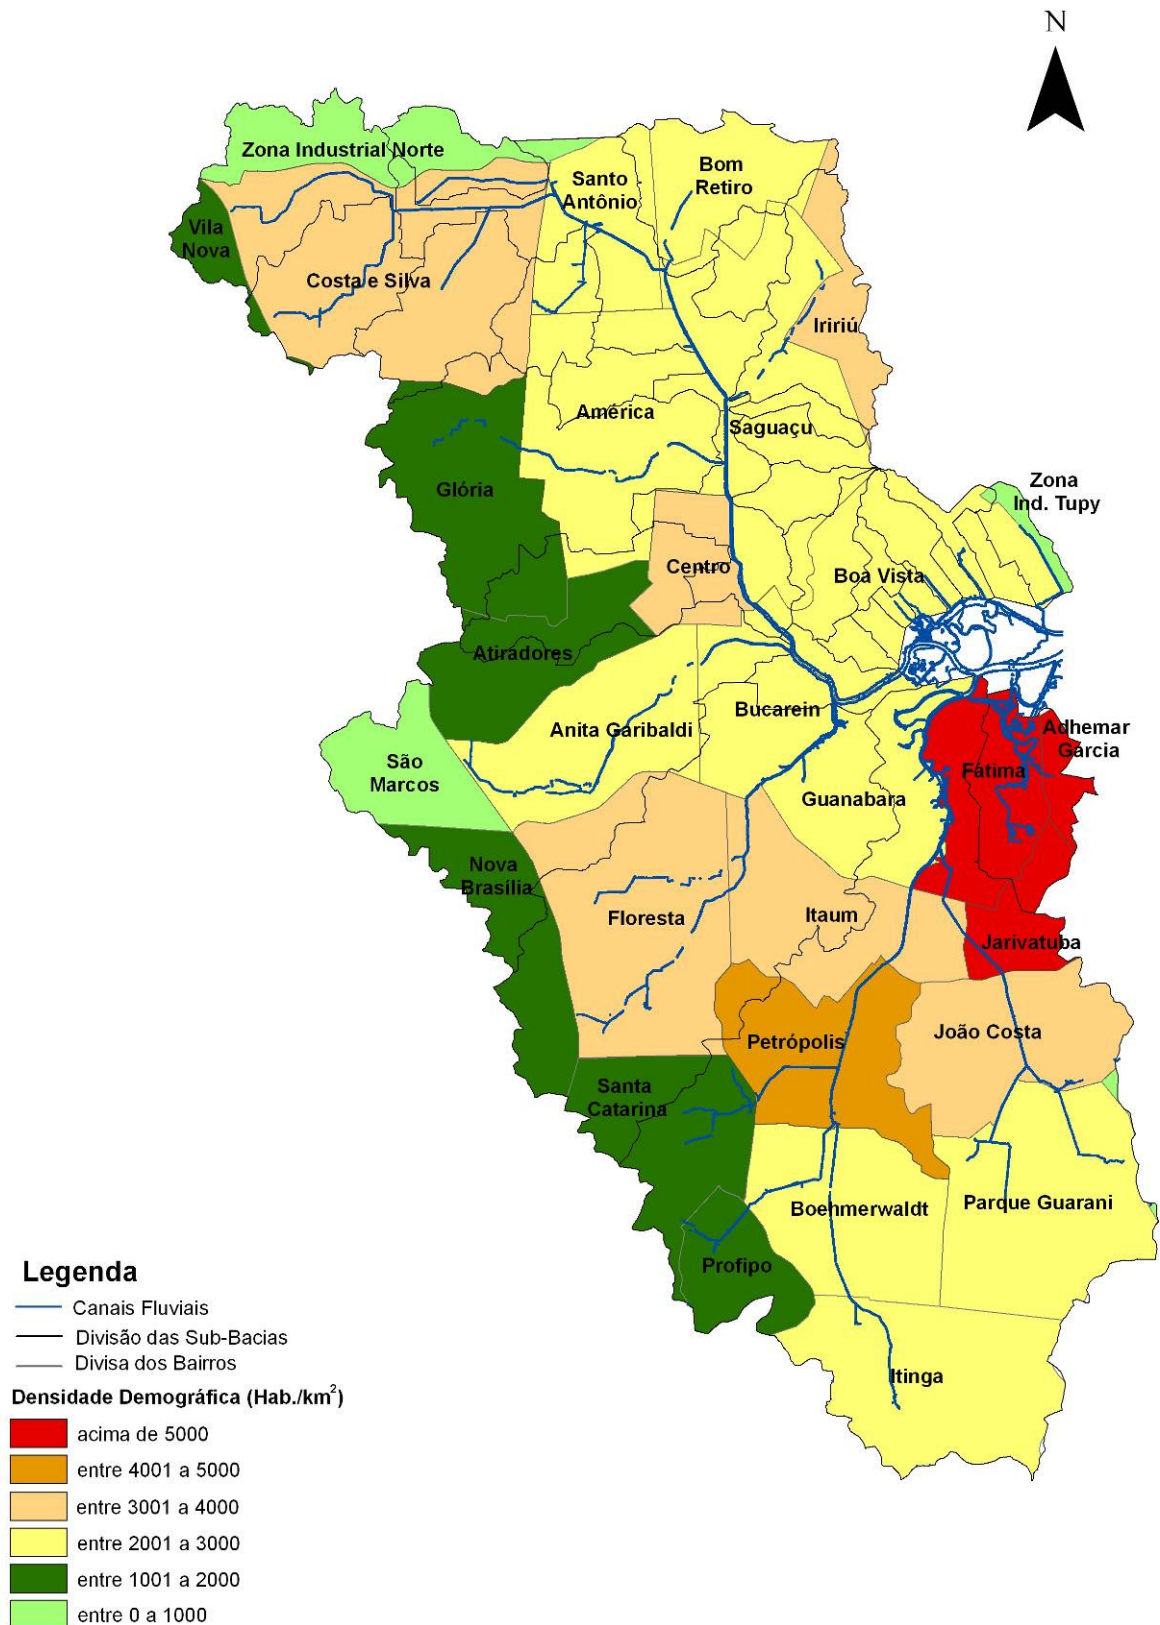 N
Zona Industrial Norte
Bom
Retiro
Santo
Antônio
Vila
Nova
Costa e Silva
Iririú
América
Saguaçu
Glória
Zona
Ind. Tupy
Centro
Boa Vista
Atiradores
Bucarein
Anita Garibaldi
Adhemar
Garcia
São
Marcos
Fátima
Guanabara
Nova
Brasília
Floresta
Itaum
Jarivatuba
Petrópolis
João Costa
Santa
Catarina
Boehmerwaldt
Parque Guarani
Profipo
Itinga
Legenda
Canais Fluviais
Divisão das Sub-Bacias
Divisa dos Bairros
Densidade Demográfica (Hab./km²)
acima de 5000
entre 4001 a 5000
entre 3001 a 4000
entre 2001 a 3000
entre 1001 a 2000
entre 0 a 1000